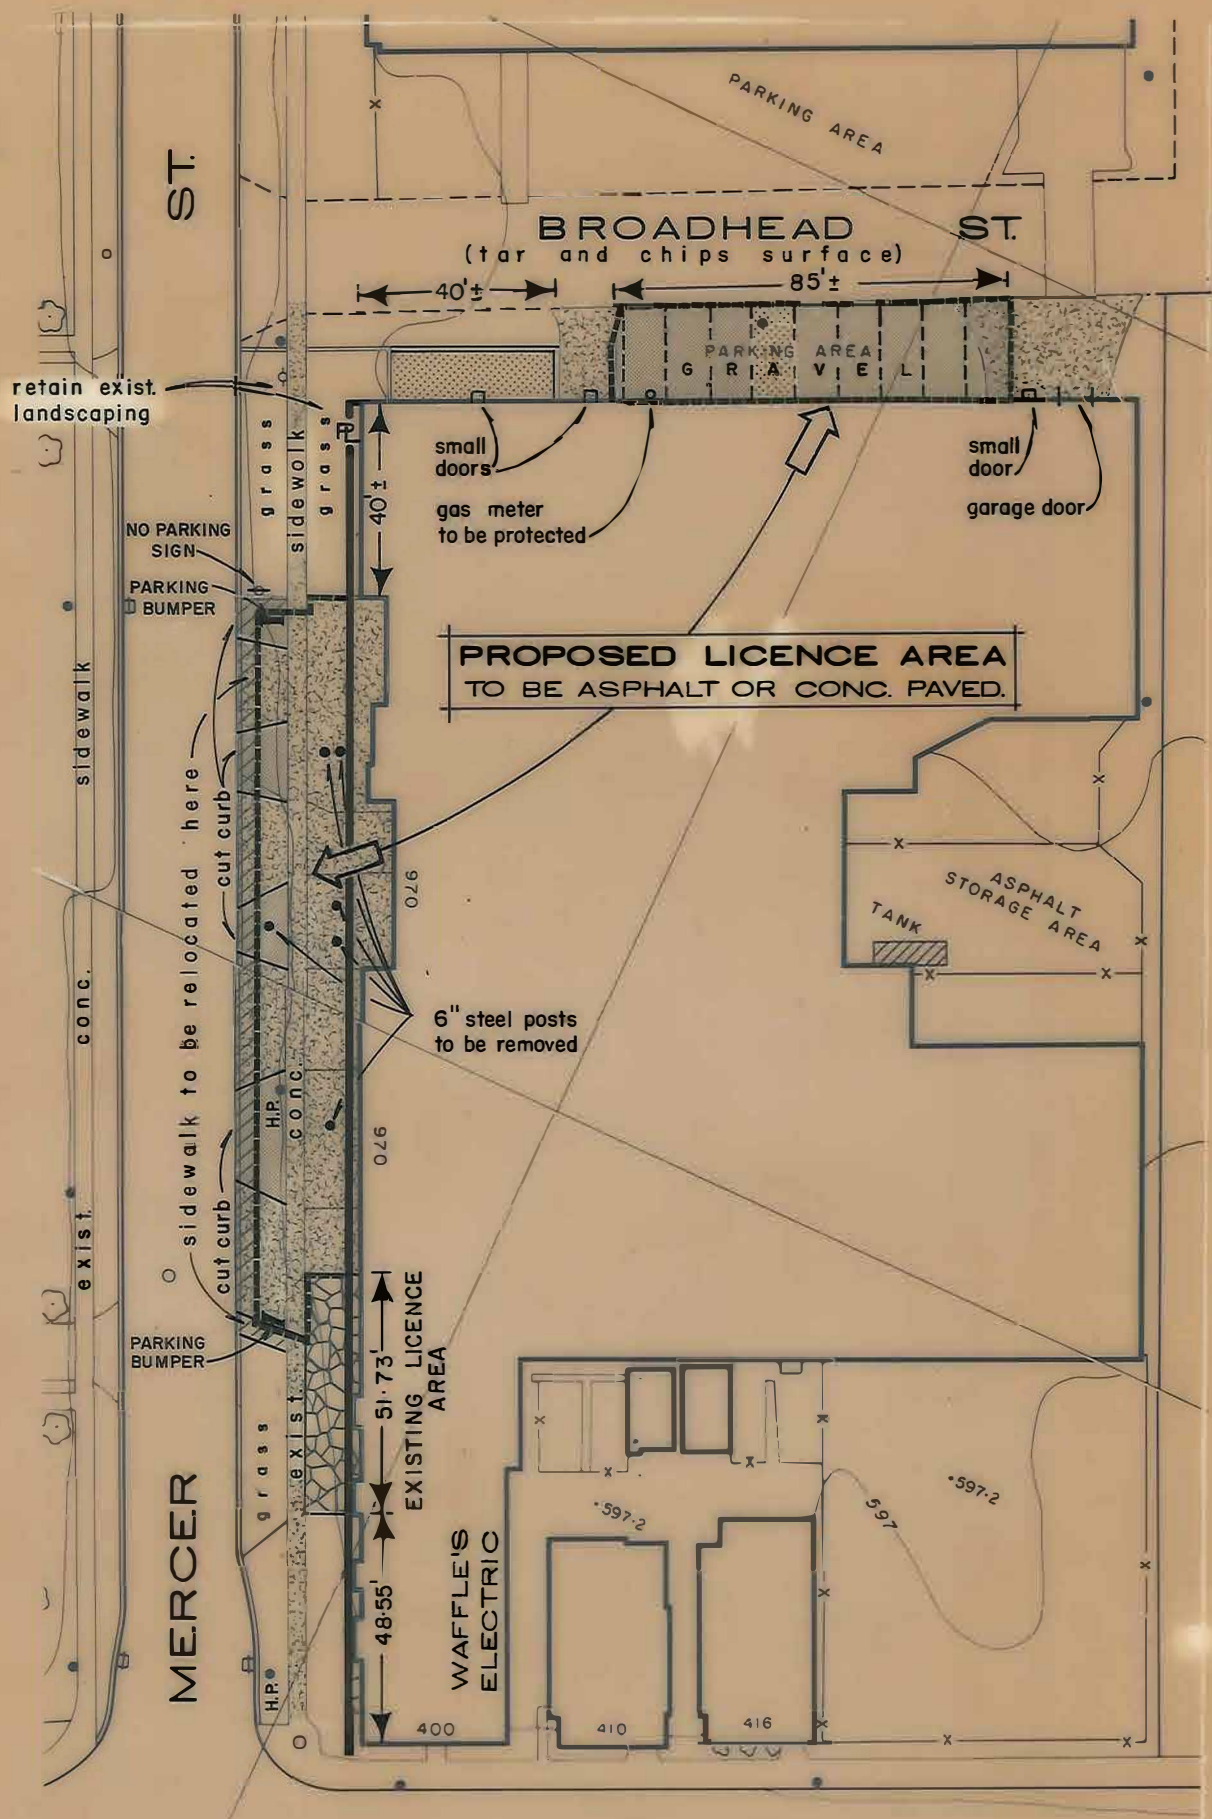 PARKING AREA
ST.
BROADHEAD ST.
(tar and chips surface)
40'±
85'±
PARKING AREA
GRAVEL
retain exist.
landscaping
grass
sidewolk
grass
PL
40'±
small
doors
gas meter
to be protected
small
door
garage door
NO PARKING
SIGN
PARKING
BUMPER
PROPOSED LICENCE AREA
TO BE ASPHALT OR CONC. PAVED.
sidewalk
conc.
exist.
sidewalk to be relocated here
cut curb
cut curb
970
ASPHALT
STORAGE AREA
TANK
6" steel posts
to be removed
H.P.
conc.
970
PARKING
BUMPER
51·73'
EXISTING LICENCE
AREA
grass
exist.
MERCER
48·55'
WAFFLE'S
ELECTRIC
597·2
597
597·2
H.P.
400
410
416